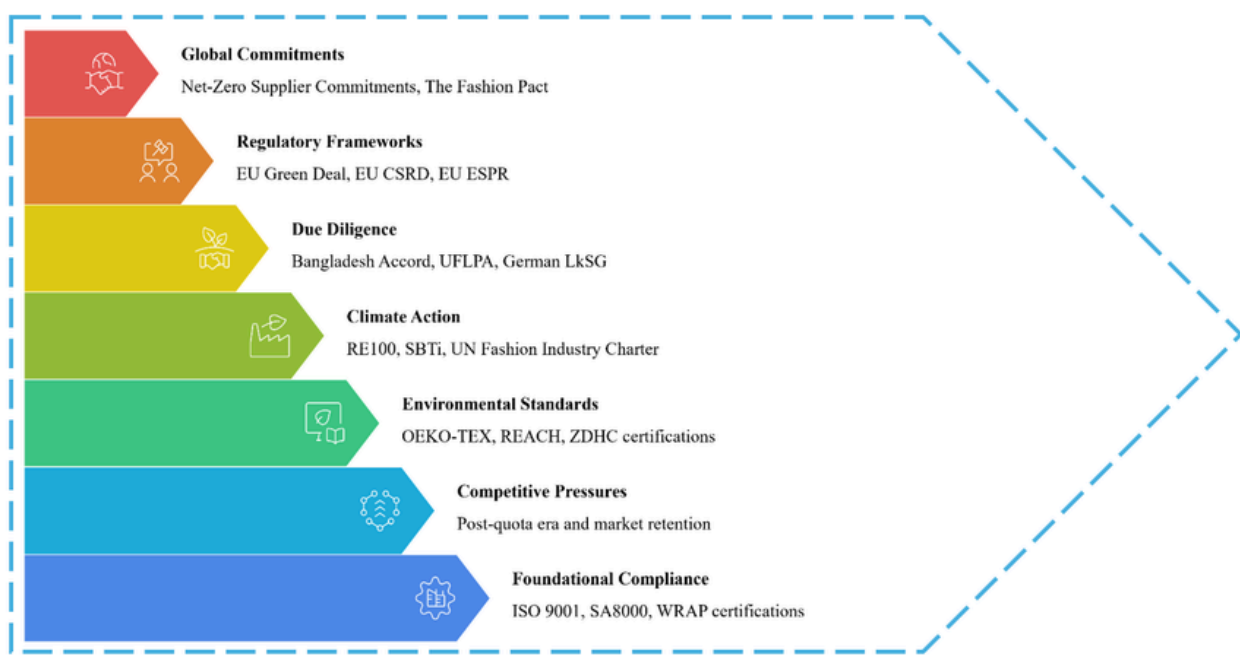 Global Commitments
Net-Zero Supplier Commitments, The Fashion Pact
Regulatory Frameworks
EU Green Deal, EU CSRD, EU ESPR
Due Diligence
Bangladesh Accord, UFLPA, German LkSG
Climate Action
RE100, SBTi, UN Fashion Industry Charter
Environmental Standards
OEKO-TEX, REACH, ZDHC certifications
Competitive Pressures
Post-quota era and market retention
Foundational Compliance
ISO 9001, SA8000, WRAP certifications